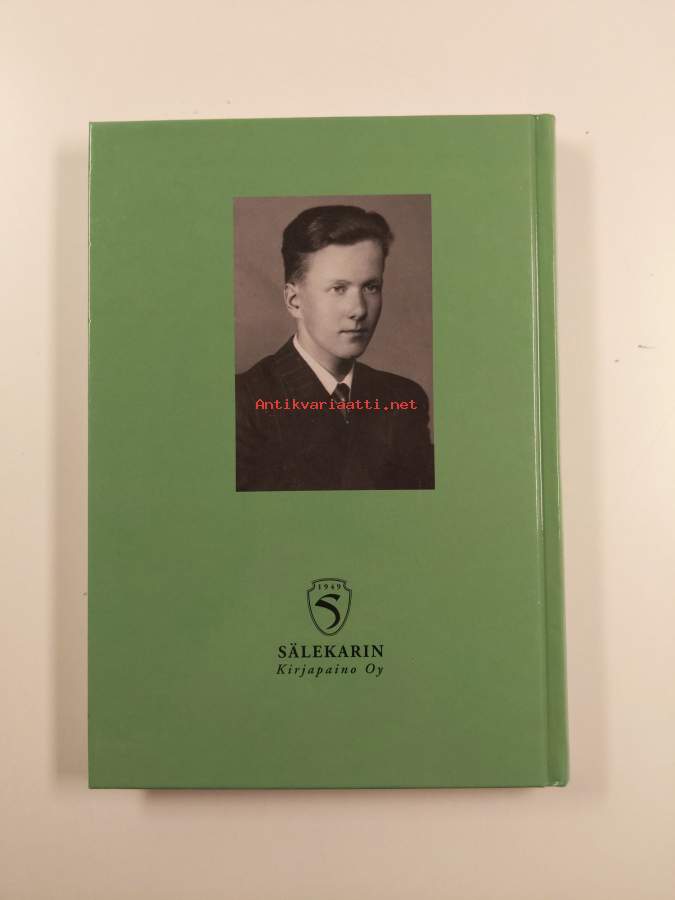 Antikvariaatti.net
1949
S
SÄLEKARIN
Kirjapaino Oy